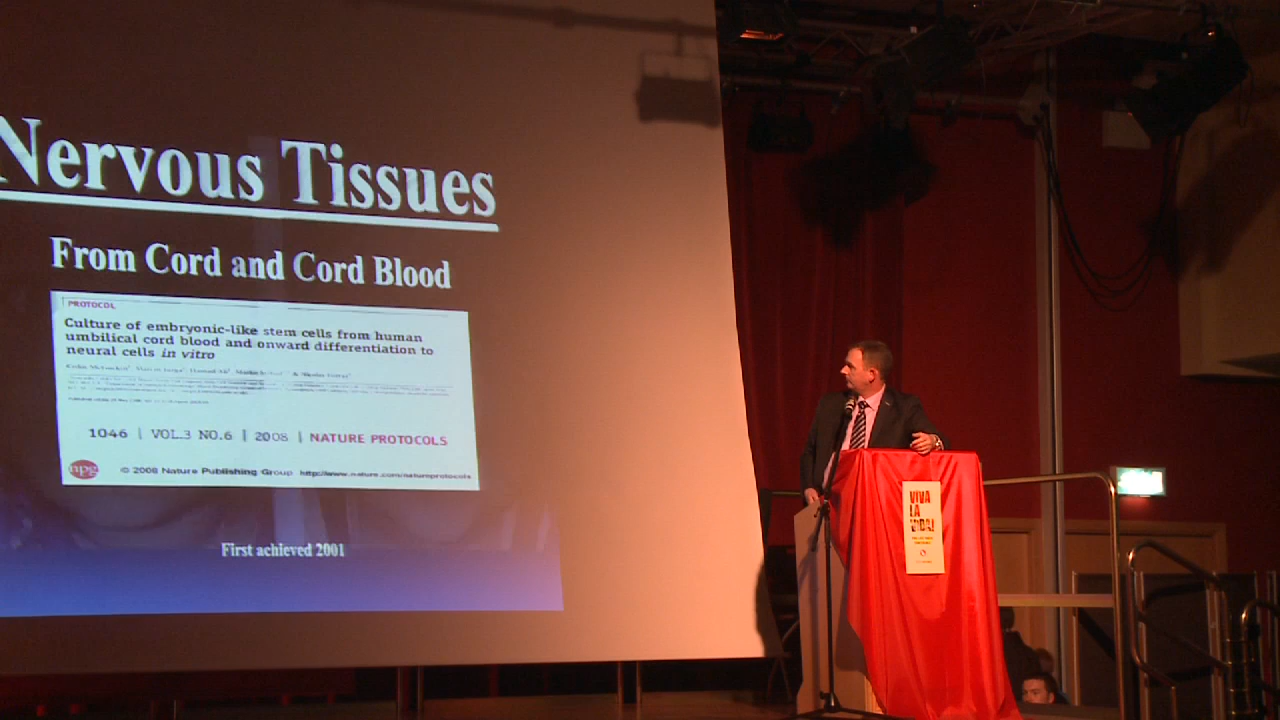 Nervous Tissues
From Cord and Cord Blood
PROTOCOL
Culture of embryonic-like stem cells from human
umbilical cord blood and onward differentiation to
neural cells in vitro
1046 | VOL.3 NO.6 | 2008 | NATURE PROTOCOLS
npg © 2008 Nature Publishing Group http://www.nature.com/natureprotocols
First achieved 2001
VIVA
LA
VIDA!